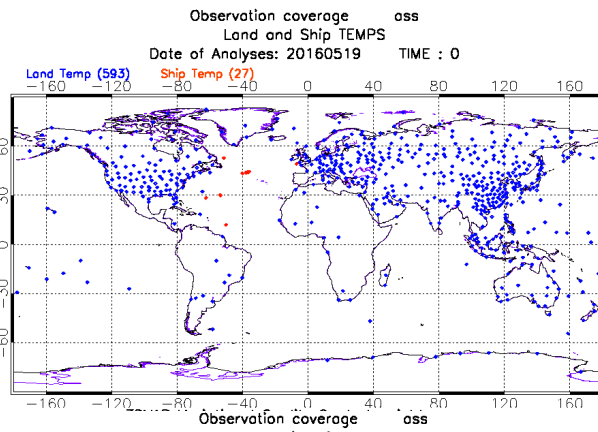 Observation coverage ass
Land and Ship TEMPS
Date of Analyses: 20160519 TIME : 0
Land Temp (593) Ship Temp (27)
−160 −120 −80 −40 0 40 80 120 160
60
30
0
−30
−60
−160 −120 −80 −40 0 40 80 120 160
Observation coverage ass